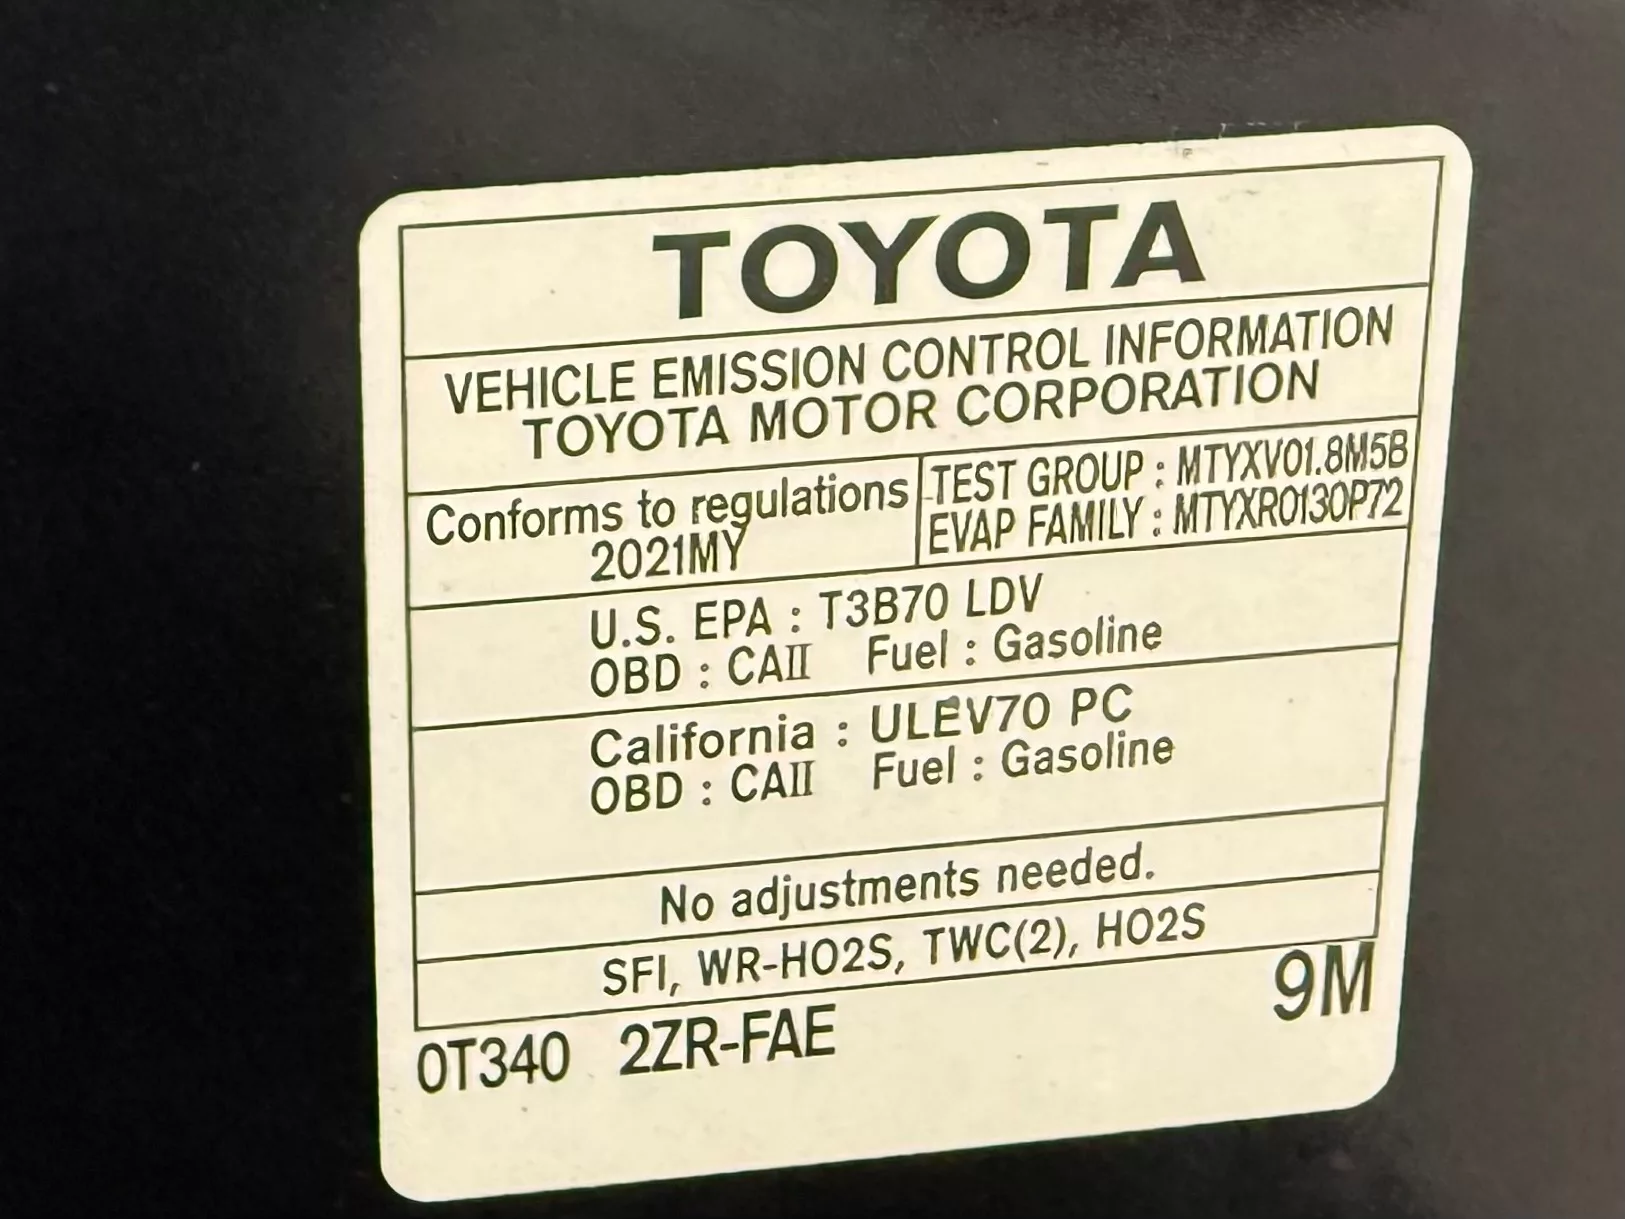 TOYOTA
VEHICLE EMISSION CONTROL INFORMATION
TOYOTA MOTOR CORPORATION
Conforms to regulations
2021MY
TEST GROUP : MTYXV01.8M5B
EVAP FAMILY : MTYXR0130P72
U.S. EPA : T3B70 LDV
OBD : CAⅡ Fuel : Gasoline
California : ULEV70 PC
OBD : CAⅡ Fuel : Gasoline
No adjustments needed.
SFI, WR-HO2S, TWC(2), HO2S
0T340 2ZR-FAE 9M